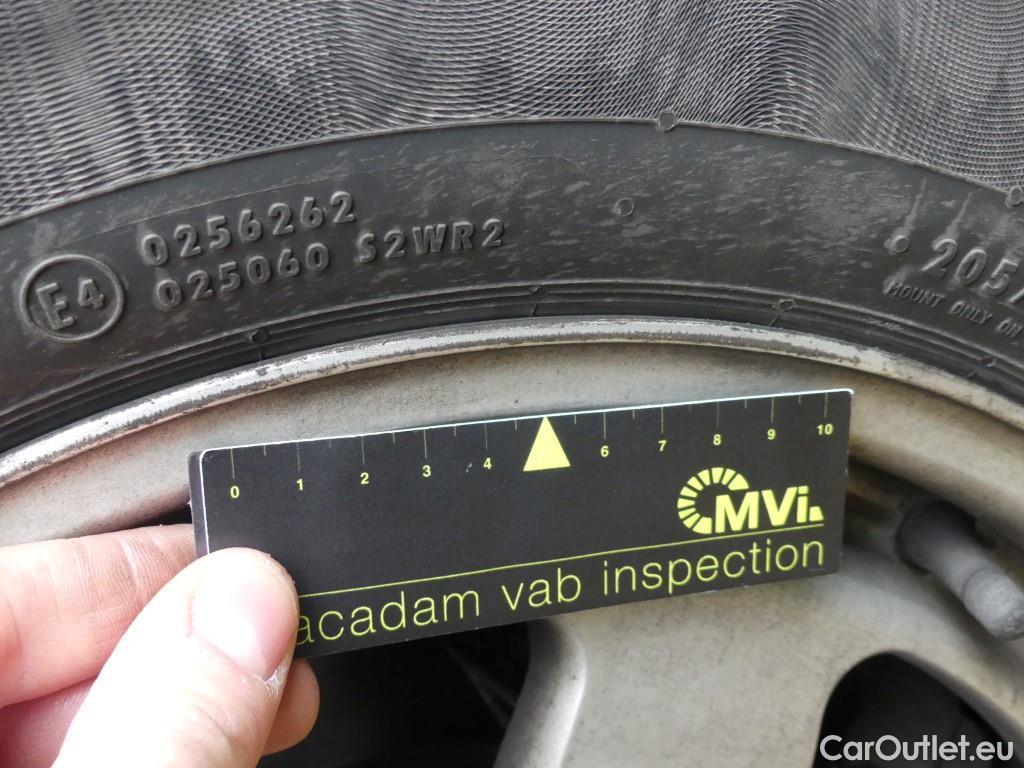 0256262
E4
025060 S2WR2
205/
MOUNT ONLY ON
0 1 2 3 4 6 7 8 9 10
MVi.
acadam vab inspection
CarOutlet.eu